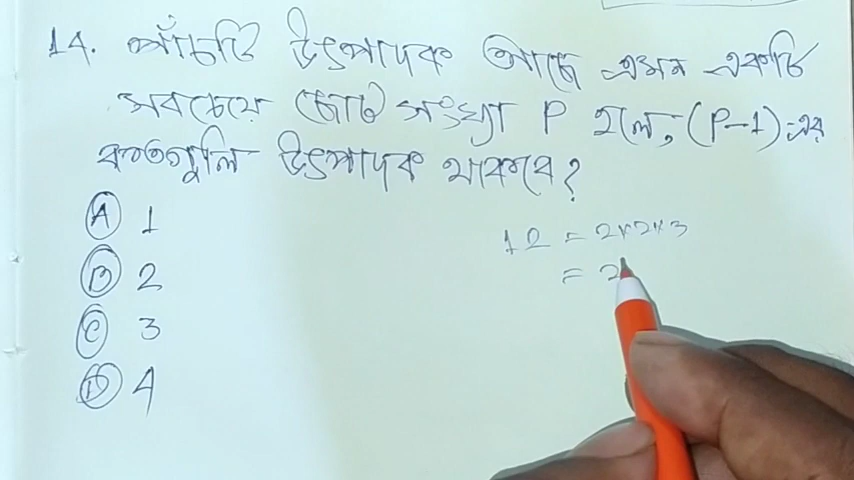 14. পাঁচটি উৎপাদক আছে এমন একটি
সবচেয়ে ছোট সংখ্যা P হলে, (P-1)-এর
কতগুলি উৎপাদক থাকবে?
A 1
B 2
C 3
D 4
12 = 2×2×3
= 2